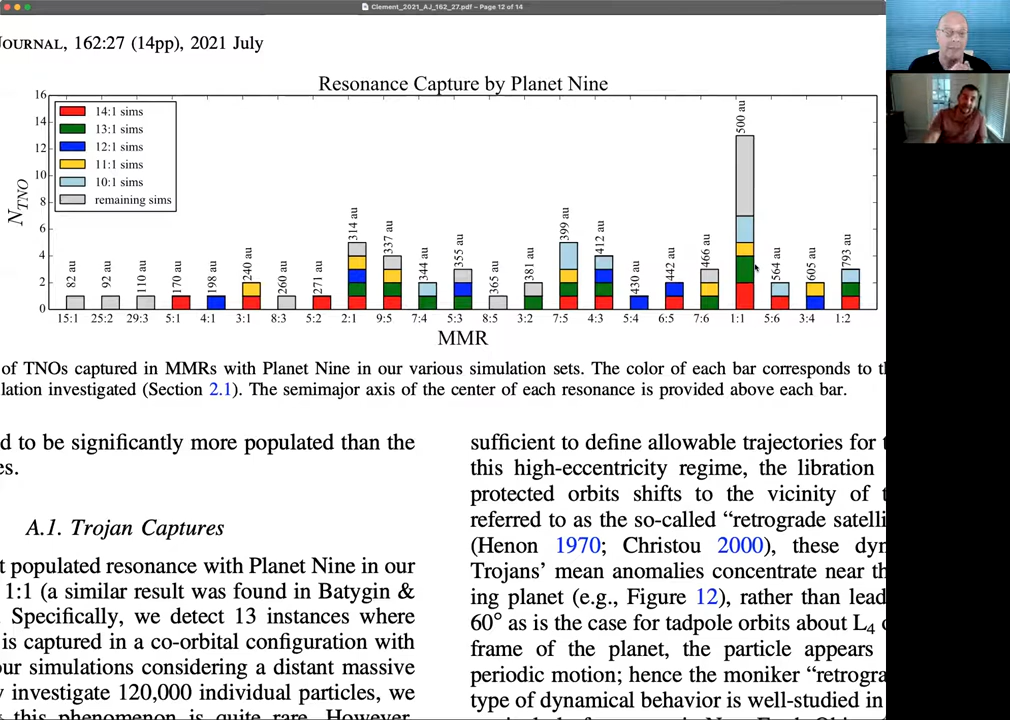 Clement_2021_AJ_162_27.pdf – Page 12 of 14
JOURNAL, 162:27 (14pp), 2021 July
Resonance Capture by Planet Nine
14:1 sims
13:1 sims
12:1 sims
11:1 sims
10:1 sims
remaining sims
N_TNO
16
14
12
10
8
6
4
2
0
82 au
92 au
110 au
170 au
198 au
240 au
260 au
271 au
314 au
337 au
344 au
355 au
365 au
381 au
399 au
412 au
430 au
442 au
466 au
500 au
564 au
605 au
793 au
15:1 25:2 29:3 5:1 4:1 3:1 8:3 5:2 2:1 9:5 7:4 5:3 8:5 3:2 7:5 4:3 5:4 6:5 7:6 1:1 5:6 3:4 1:2
MMR
of TNOs captured in MMRs with Planet Nine in our various simulation sets. The color of each bar corresponds to
lation investigated (Section 2.1). The semimajor axis of the center of each resonance is provided above each bar.
d to be significantly more populated than the
es.
A.1. Trojan Captures
t populated resonance with Planet Nine in our
1:1 (a similar result was found in Batygin &
Specifically, we detect 13 instances where
is captured in a co-orbital configuration with
our simulations considering a distant massive
y investigate 120,000 individual particles, we
this phenomenon is quite rare. However,
sufficient to define allowable trajectories for
this high-eccentricity regime, the libration
protected orbits shifts to the vicinity of
referred to as the so-called “retrograde satelli
(Henon 1970; Christou 2000), these dyn
Trojans’ mean anomalies concentrate near th
ing planet (e.g., Figure 12), rather than lead
60° as is the case for tadpole orbits about L4
frame of the planet, the particle appears
periodic motion; hence the moniker “retrogra
type of dynamical behavior is well-studied in